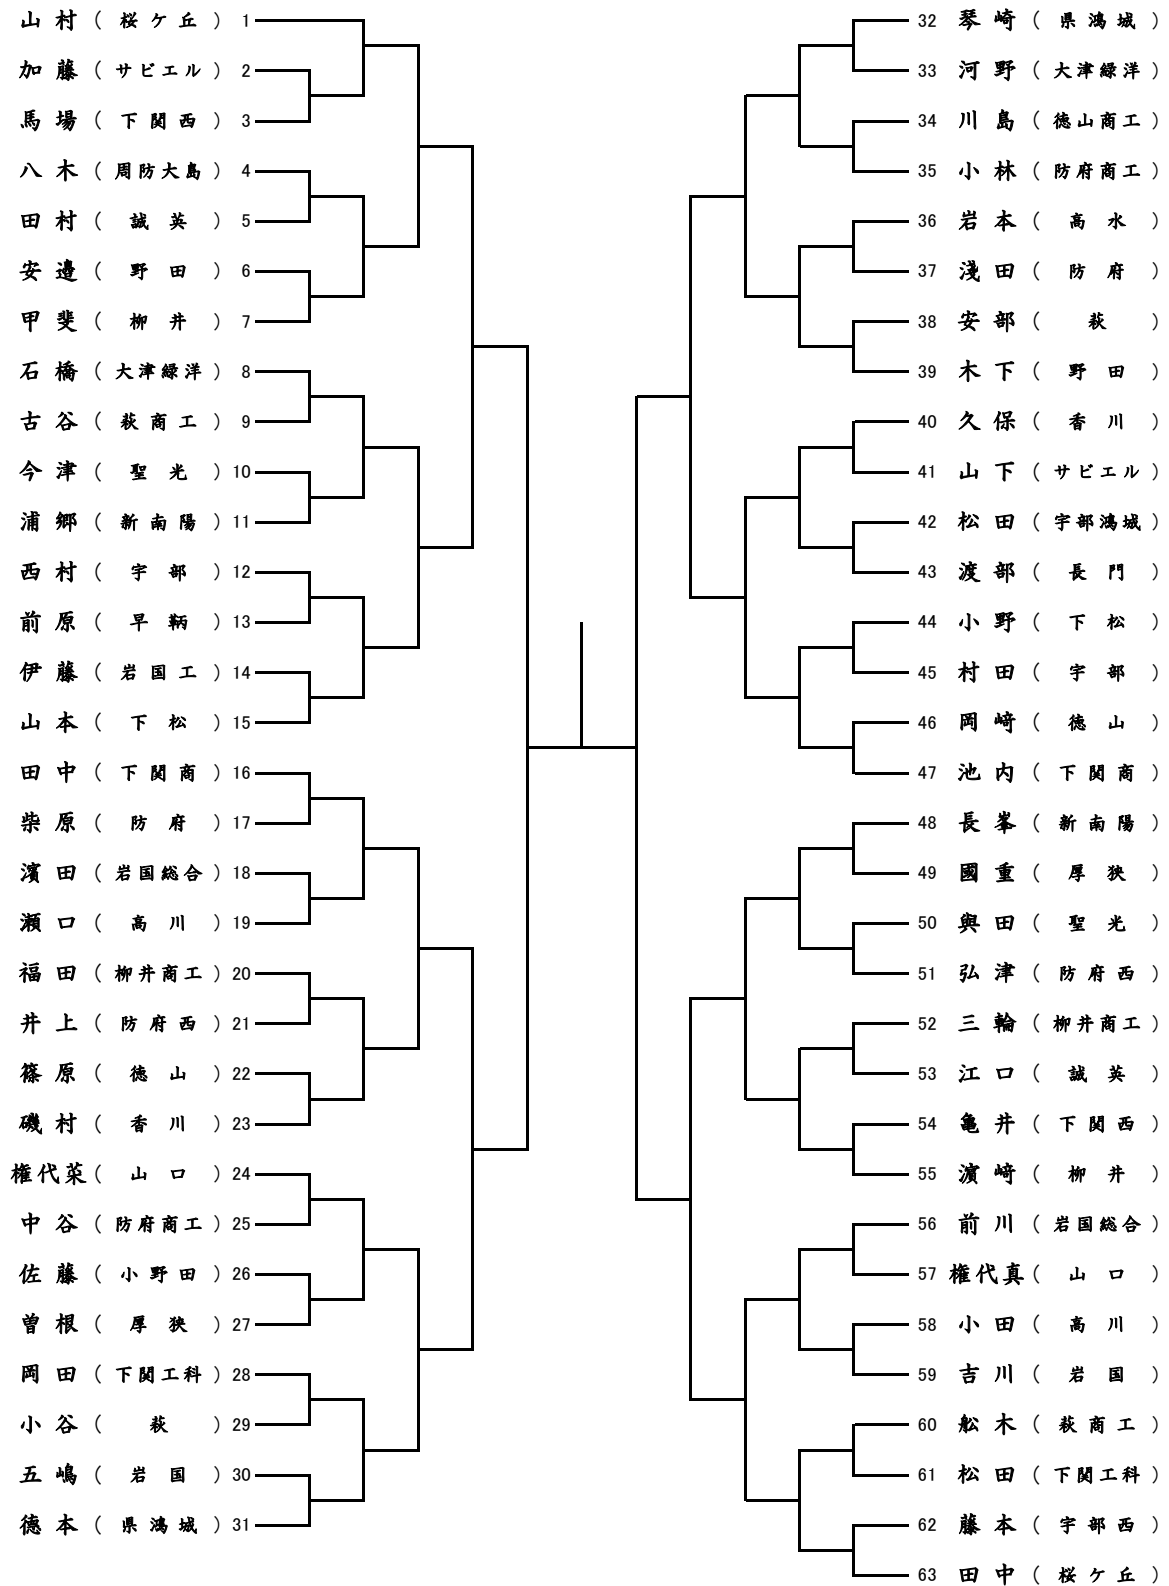 山村（桜ケ丘）1
加藤（サビエル）2
馬場（下関西）3
八木（周防大島）4
田村（誠英）5
安邉（野田）6
甲斐（柳井）7
石橋（大津緑洋）8
古谷（萩商工）9
今津（聖光）10
浦郷（新南陽）11
西村（宇部）12
前原（早鞆）13
伊藤（岩国工）14
山本（下松）15
田中（下関商）16
柴原（防府）17
濱田（岩国総合）18
瀬口（高川）19
福田（柳井商工）20
井上（防府西）21
篠原（徳山）22
磯村（香川）23
権代菜（山口）24
中谷（防府商工）25
佐藤（小野田）26
曽根（厚狭）27
岡田（下関工科）28
小谷（萩）29
五嶋（岩国）30
徳本（県鴻城）31
32 琴崎（県鴻城）
33 河野（大津緑洋）
34 川島（徳山商工）
35 小林（防府商工）
36 岩本（高水）
37 淺田（防府）
38 安部（萩）
39 木下（野田）
40 久保（香川）
41 山下（サビエル）
42 松田（宇部鴻城）
43 渡部（長門）
44 小野（下松）
45 村田（宇部）
46 岡﨑（徳山）
47 池内（下関商）
48 長峯（新南陽）
49 國重（厚狭）
50 與田（聖光）
51 弘津（防府西）
52 三輪（柳井商工）
53 江口（誠英）
54 亀井（下関西）
55 濵﨑（柳井）
56 前川（岩国総合）
57 権代真（山口）
58 小田（高川）
59 吉川（岩国）
60 舩木（萩商工）
61 松田（下関工科）
62 藤本（宇部西）
63 田中（桜ケ丘）